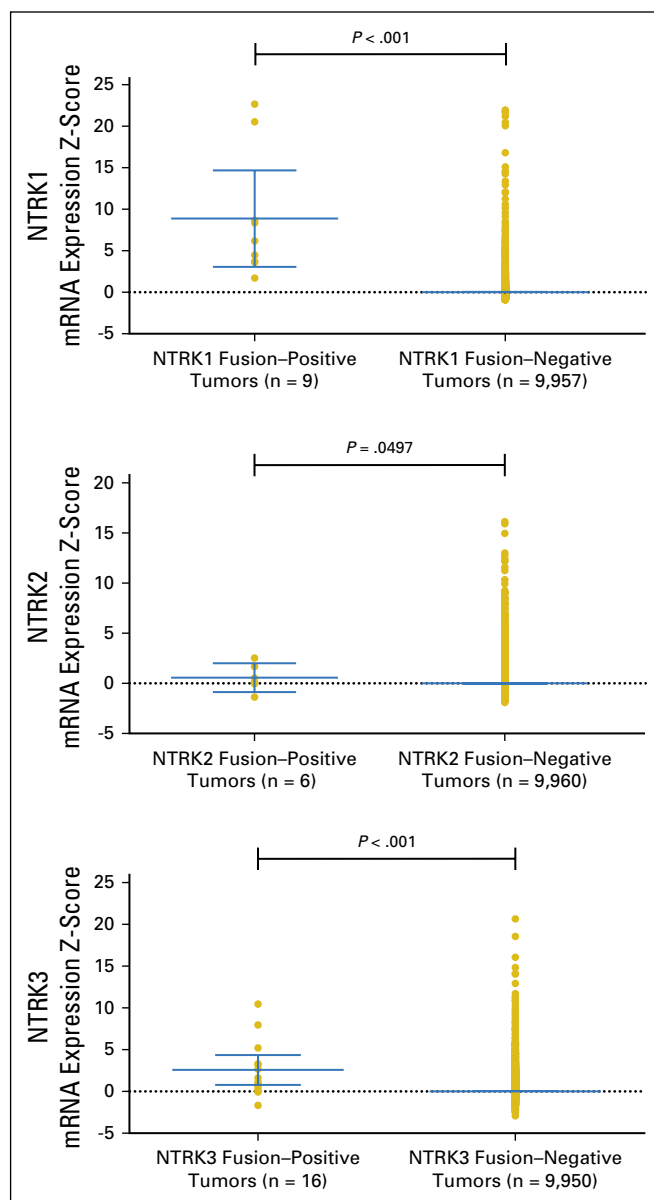 P < .001
NTRK1
mRNA Expression Z-Score
25
20
15
10
5
0
-5
NTRK1 Fusion–Positive
Tumors (n = 9)
NTRK1 Fusion–Negative
Tumors (n = 9,957)
P = .0497
NTRK2
mRNA Expression Z-Score
20
15
10
5
0
-5
NTRK2 Fusion–Positive
Tumors (n = 6)
NTRK2 Fusion–Negative
Tumors (n = 9,960)
P < .001
NTRK3
mRNA Expression Z-Score
25
20
15
10
5
0
-5
NTRK3 Fusion–Positive
Tumors (n = 16)
NTRK3 Fusion–Negative
Tumors (n = 9,950)